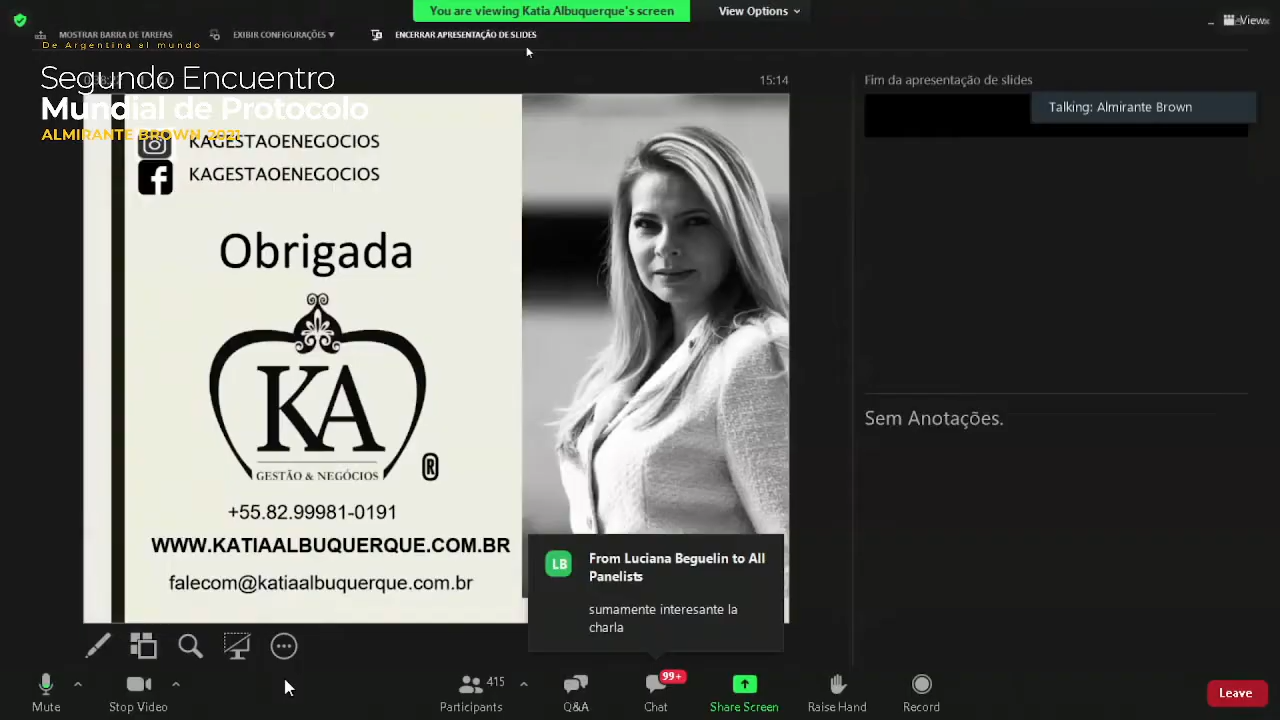 You are viewing Katia Albuquerque's screen
View Options
View
MOSTRAR BARRA DE TAREFAS
EXIBIR CONFIGURAÇÕES
ENCERRAR APRESENTAÇÃO DE SLIDES
De Argentina al mundo
Segundo Encuentro
Mundial de Protocolo
ALMIRANTE BROWN 2021
15:14
Fim da apresentação de slides
Talking: Almirante Brown
KAGESTAOENEGOCIOS
KAGESTAOENEGOCIOS
Obrigada
KA
GESTÃO & NEGÓCIOS
®
+55.82.99981-0191
WWW.KATIAALBUQUERQUE.COM.BR
falecom@katiaalbuquerque.com.br
Sem Anotações.
LB
From Luciana Beguelin to All
Panelists
sumamente interesante la
charla
Mute
Stop Video
415
Participants
Q&A
99+
Chat
Share Screen
Raise Hand
Record
Leave